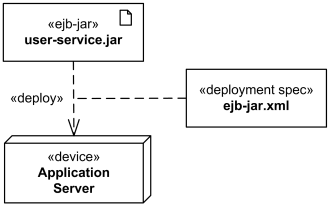 «ejb-jar»
user-service.jar
«deploy»
«deployment spec»
ejb-jar.xml
«device»
Application
Server